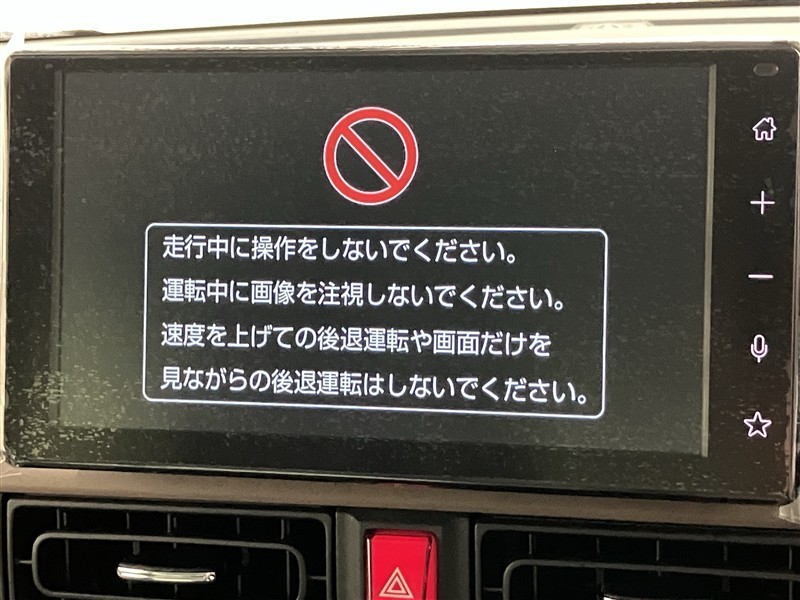 走行中に操作をしないでください。
運転中に画像を注視しないでください。
速度を上げての後退運転や画面だけを
見ながらの後退運転はしないでください。